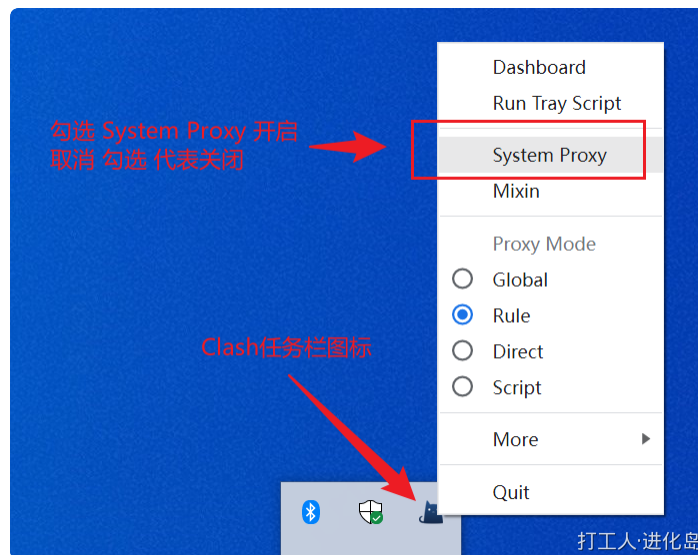 Dashboard
Run Tray Script
勾选 System Proxy 开启
取消 勾选 代表关闭
System Proxy
Mixin
Proxy Mode
Global
Rule
Direct
Script
Clash任务栏图标
More
Quit
打工人·进化岛